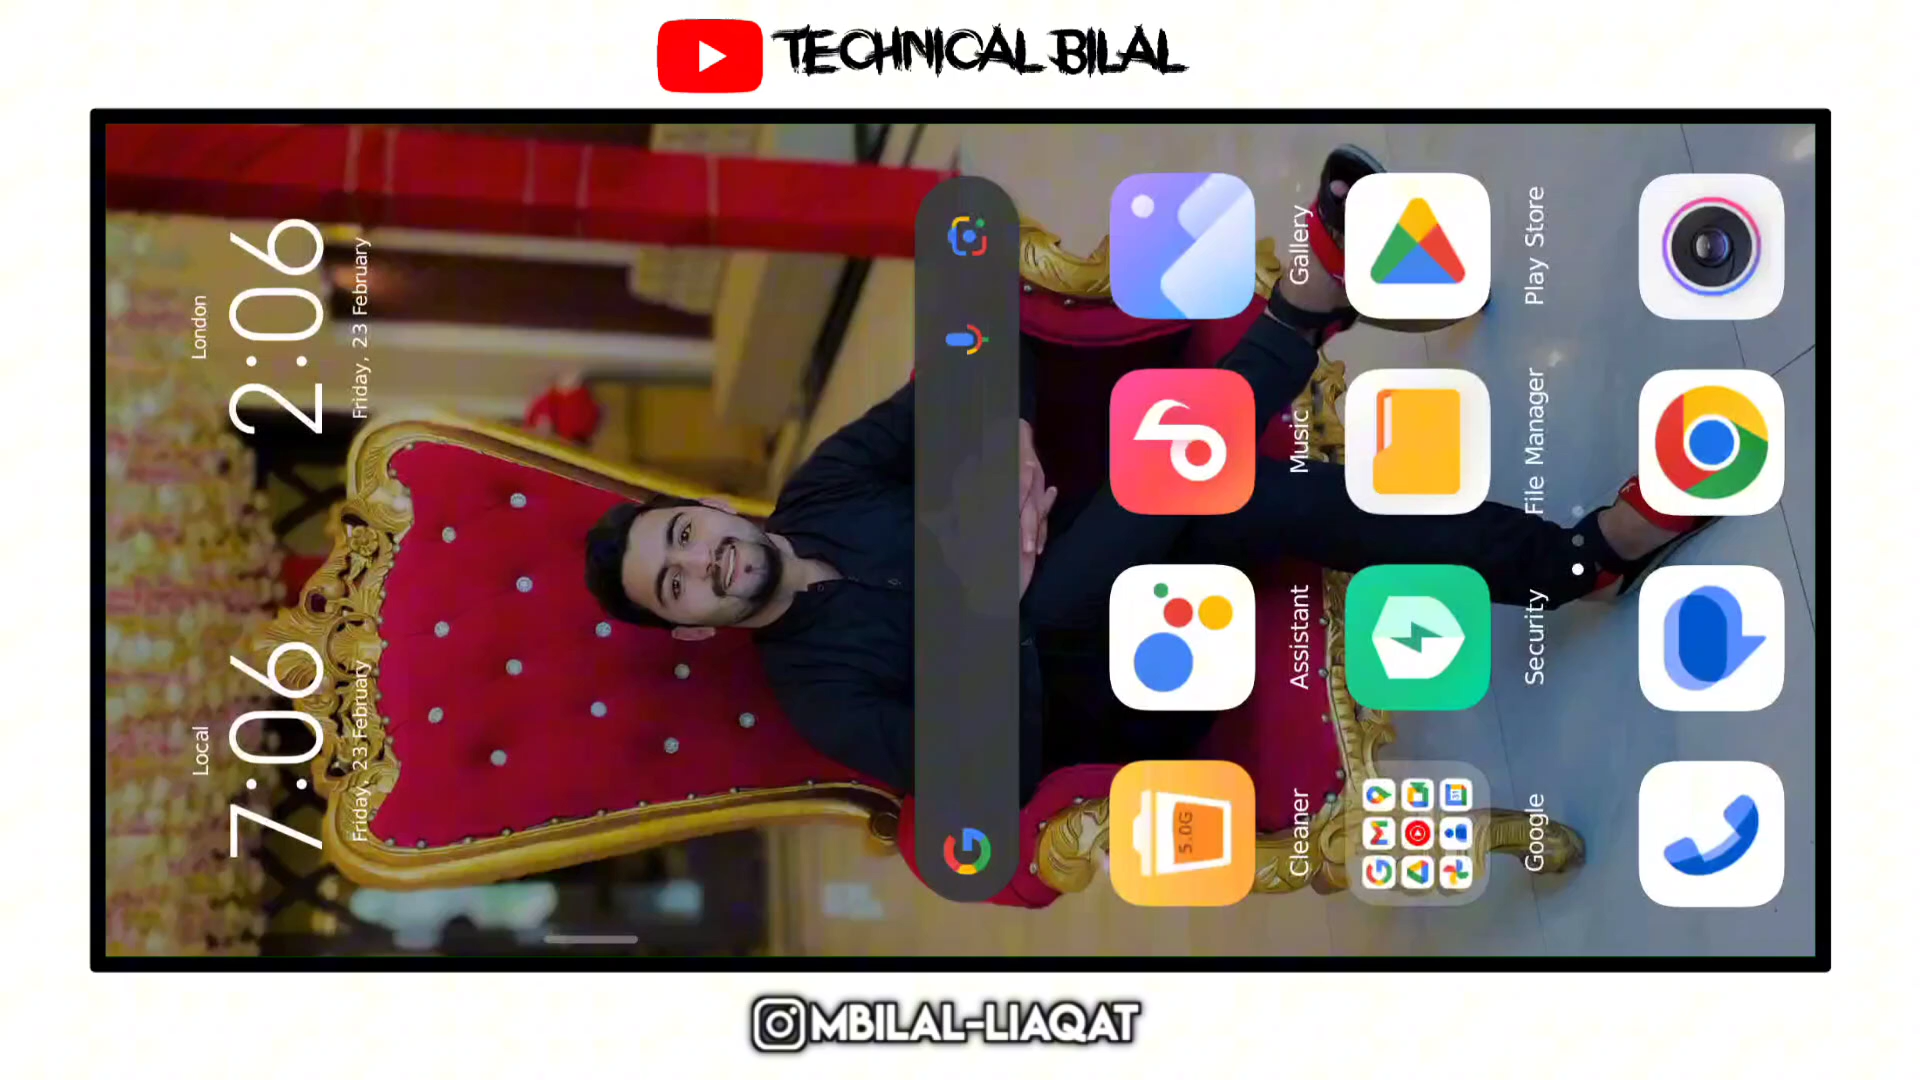 TECHNICAL BILAL
Local
7:06
Friday, 23 February
London
2:06
Friday, 23 February
5.0G
Cleaner
Assistant
Music
Gallery
31
Google
Security
File Manager
Play Store
MBILAL-LIAQAT